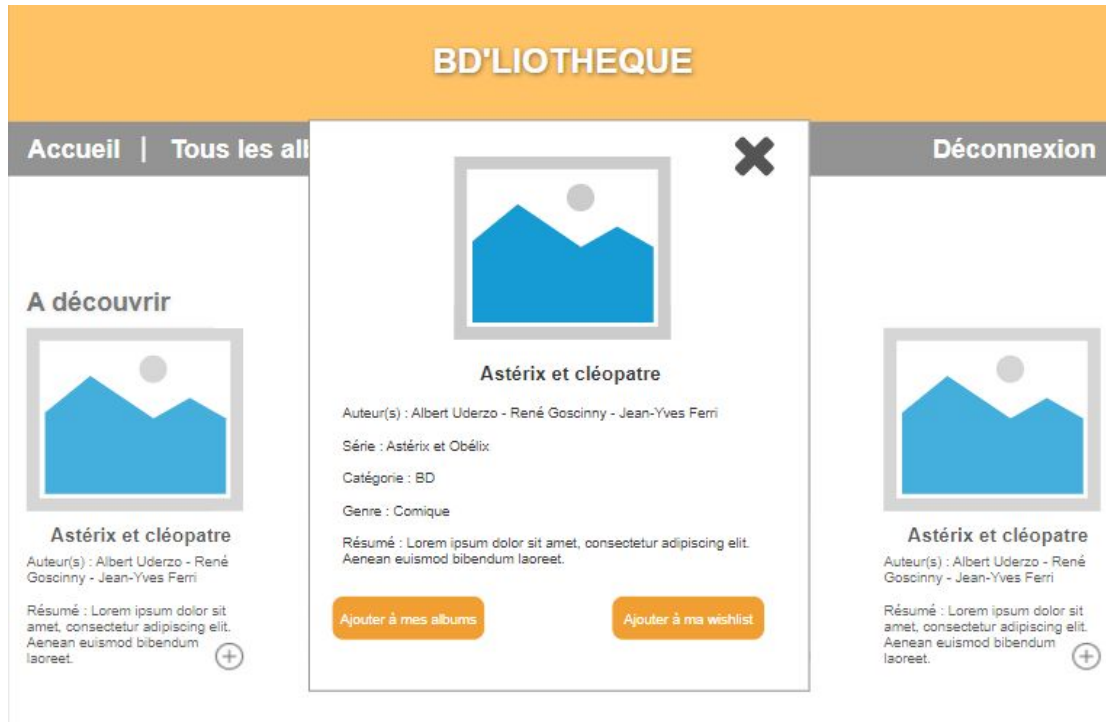 BD'LIOTHEQUE
Accueil | Tous les
Déconnexion
A découvrir
Astérix et cléopatre
Auteur(s) : Albert Uderzo - René
Goscinny - Jean-Yves Ferri
Résumé : Lorem ipsum dolor sit
amet, consectetur adipiscing elit.
Aenean euismod bibendum
laoreet.
Astérix et cléopatre
Auteur(s) : Albert Uderzo - René Goscinny - Jean-Yves Ferri
Série : Astérix et Obélix
Catégorie : BD
Genre : Comique
Résumé : Lorem ipsum dolor sit amet, consectetur adipiscing elit.
Aenean euismod bibendum laoreet.
Ajouter à mes albums
Ajouter à ma wishlist
Astérix et cléopatre
Auteur(s) : Albert Uderzo - René
Goscinny - Jean-Yves Ferri
Résumé : Lorem ipsum dolor sit
amet, consectetur adipiscing elit.
Aenean euismod bibendum
laoreet.